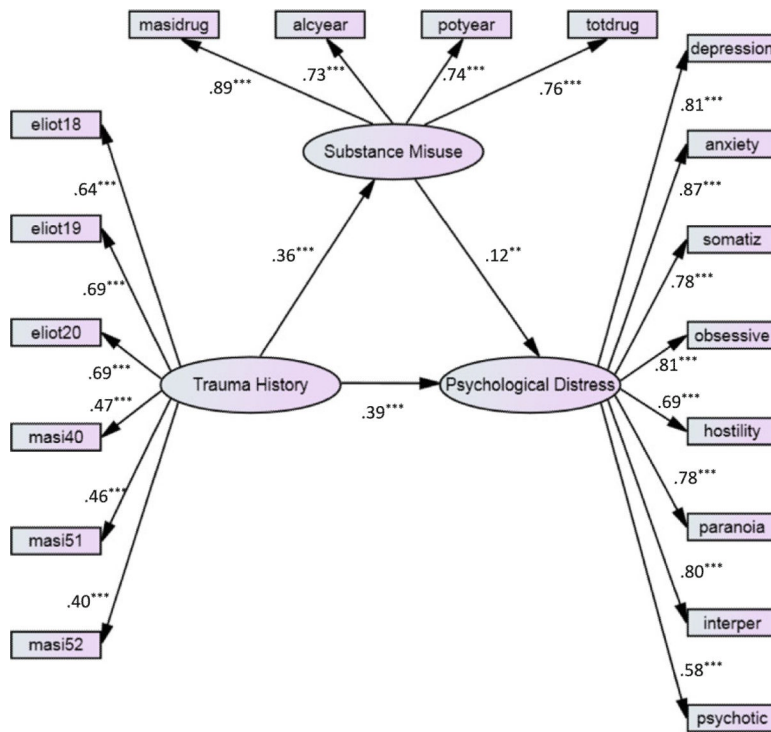 masidrug
alcyear
potyear
totdrug
.89***
.73***
.74***
.76***
Substance Misuse
eliot18
eliot19
eliot20
masi40
masi51
masi52
.64***
.69***
.69***
.47***
.46***
.40***
Trauma History
.36***
.12**
.39***
Psychological Distress
depression
.81***
anxiety
.87***
somatiz
.78***
obsessive
.81***
.69***
hostility
.78***
paranoia
.80***
interper
.58***
psychotic